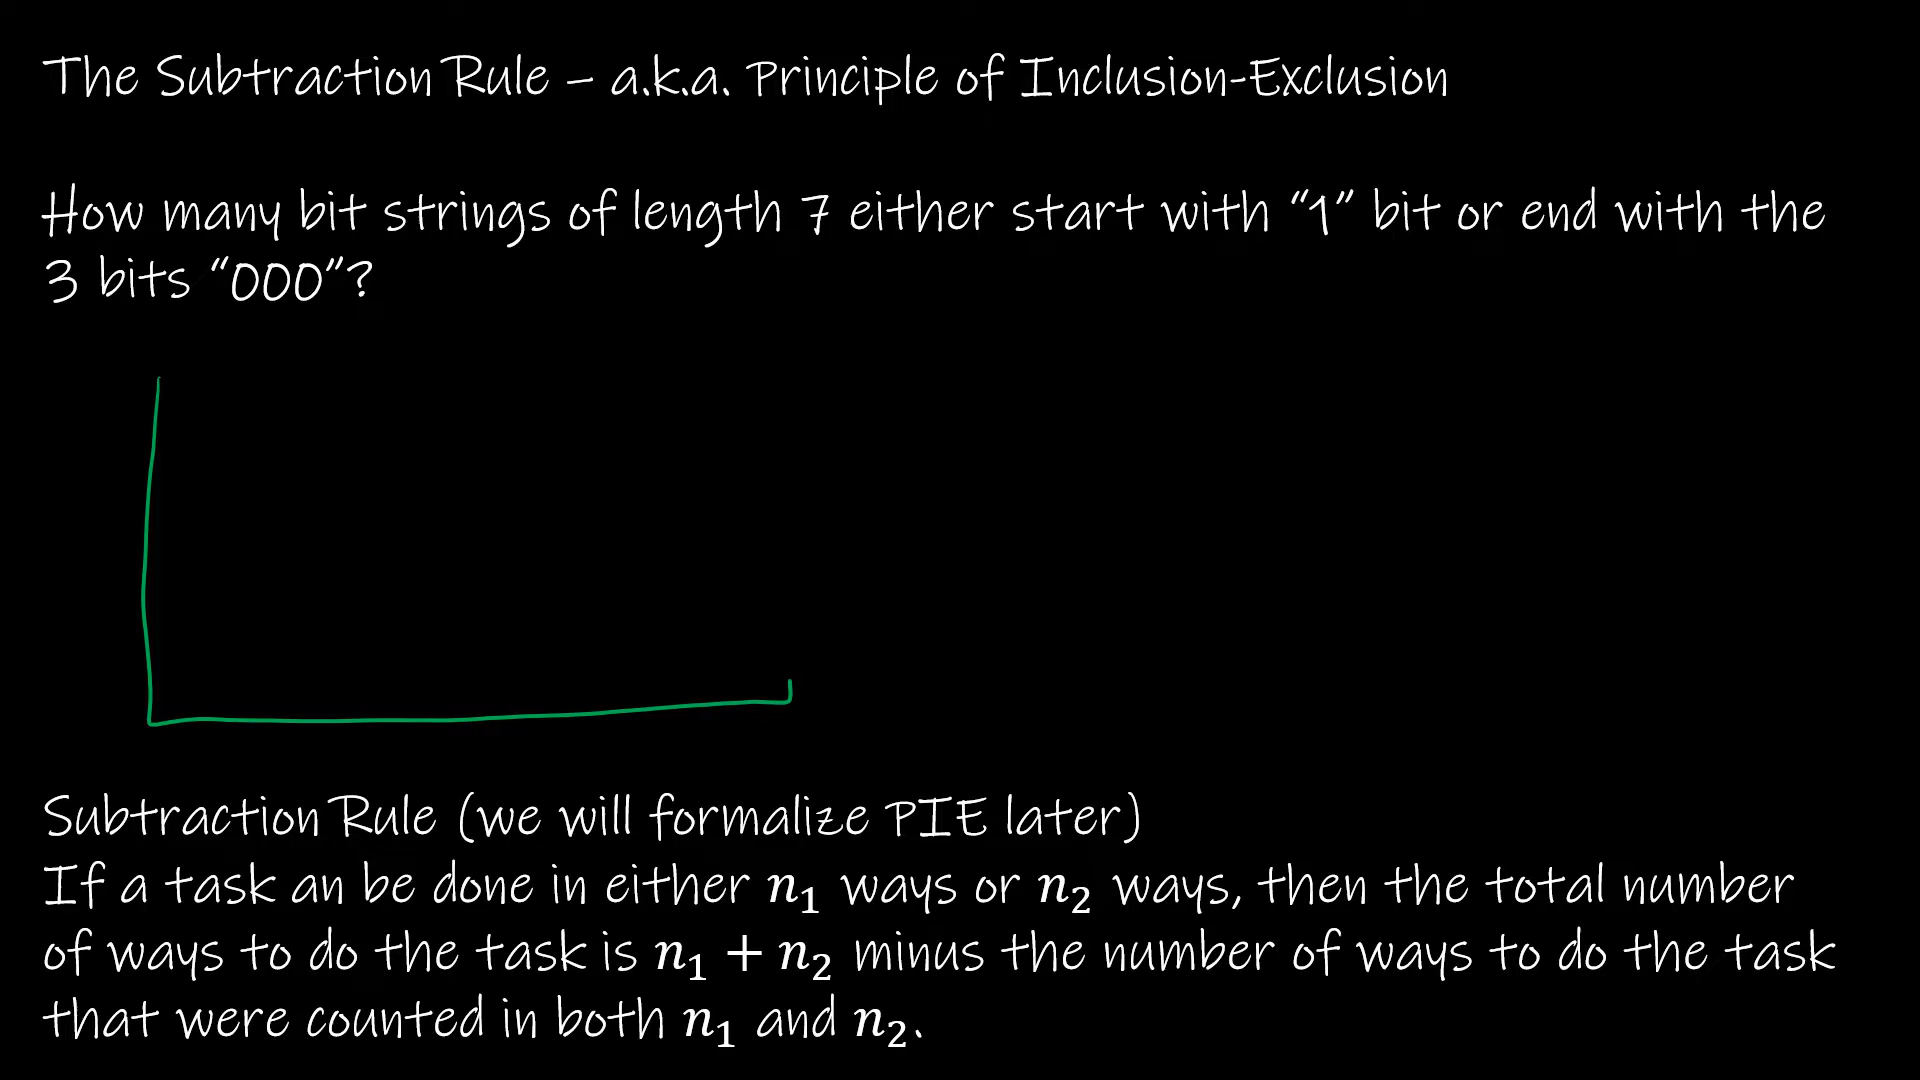 The Subtraction Rule – a.k.a. Principle of Inclusion-Exclusion
How many bit strings of length 7 either start with “1” bit or end with the
3 bits “000”?
Subtraction Rule (we will formalize PIE later)
If a task an be done in either n₁ ways or n₂ ways, then the total number
of ways to do the task is n₁ + n₂ minus the number of ways to do the task
that were counted in both n₁ and n₂.